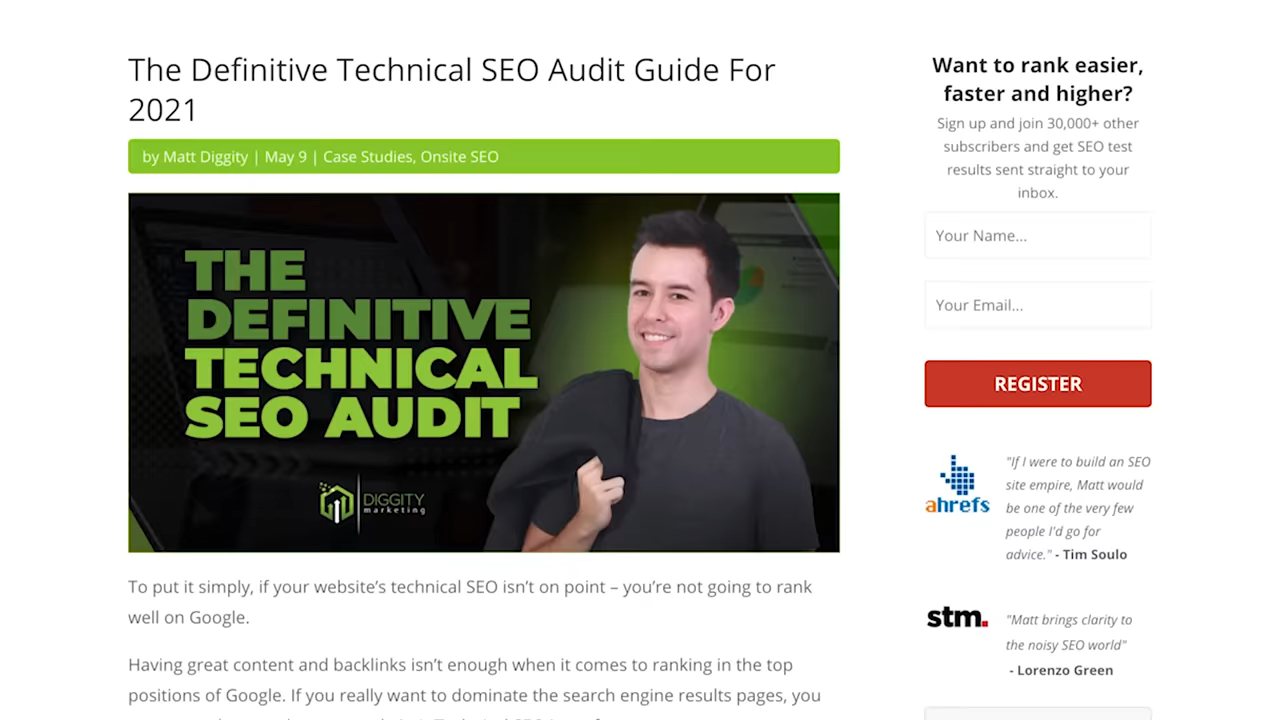 The Definitive Technical SEO Audit Guide For
2021
by Matt Diggity | May 9 | Case Studies, Onsite SEO
THE
DEFINITIVE
TECHNICAL
SEO AUDIT
DIGGITY
marketing
To put it simply, if your website’s technical SEO isn’t on point – you’re not going to rank
well on Google.
Having great content and backlinks isn’t enough when it comes to ranking in the top
positions of Google. If you really want to dominate the search engine results pages, you
Want to rank easier,
faster and higher?
Sign up and join 30,000+ other
subscribers and get SEO test
results sent straight to your
inbox.
Your Name...
Your Email...
REGISTER
ahrefs
"If I were to build an SEO
site empire, Matt would
be one of the very few
people I'd go for
advice." - Tim Soulo
stm.
"Matt brings clarity to
the noisy SEO world"
- Lorenzo Green